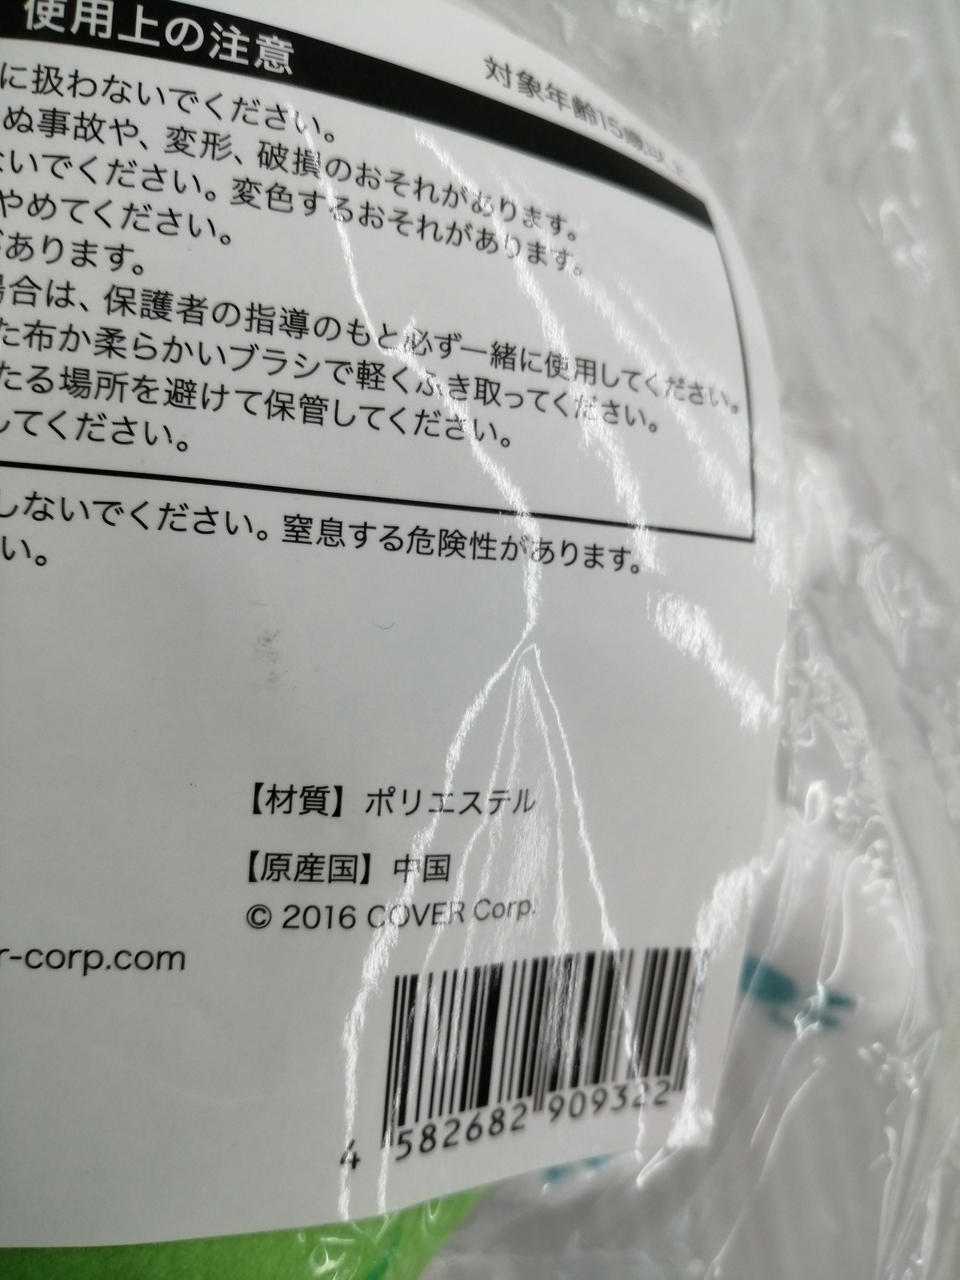 使用上の注意
対象年齢15歳以上
に扱わないでください。
ぬ事故や、変形、破損のおそれがあります。
ないでください。変色するおそれがあります。
やめてください。
があります。
場合は、保護者の指導のもと必ず一緒に使用してください。
た布か柔らかいブラシで軽くふき取ってください。
たる場所を避けて保管してください。
してください。
しないでください。窒息する危険性があります。
い。
【材質】ポリエステル
【原産国】中国
© 2016 COVER Corp.
r-corp.com
4 582682 909322